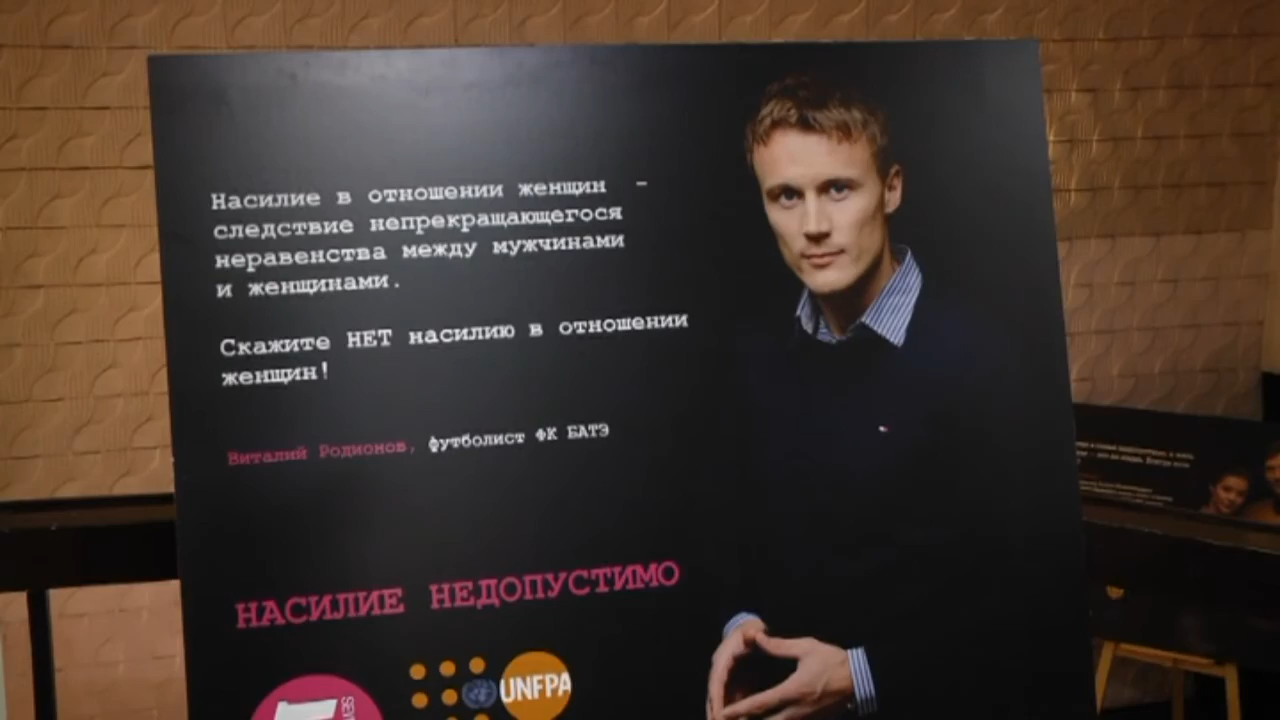 Насилие в отношении женщин –
следствие непрекращающегося
неравенства между мужчинами
и женщинами.
Скажите НЕТ насилию в отношении
женщин!
Виталий Родионов, футболист ФК БАТЭ
НАСИЛИЕ НЕДОПУСТИМО
UNFPA